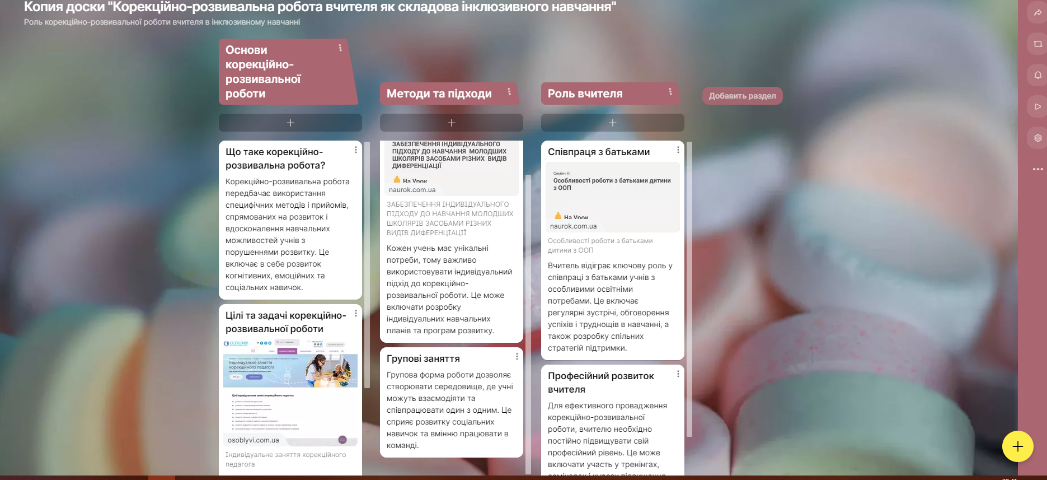 Копия доски "Корекційно-розвивальна робота вчителя як складова інклюзивного навчання"
Роль корекційно-розвивальної роботи вчителя в інклюзивному навчанні
Основи
корекційно-
розвивальної
роботи
Що таке корекційно-
розвивальна робота?
Корекційно-розвивальна робота
передбачає використання
специфічних методів і прийомів,
спрямованих на розвиток і
вдосконалення навчальних
можливостей учнів з
порушеннями розвитку. Це
включає в себе розвиток
когнітивних, емоційних та
соціальних навичок.
Цілі та задачі корекційно-
розвивальної роботи
osoblyvi.com.ua
Індивідуальне заняття корекційного
педагога
Методи та підходи
ЗАБЕЗПЕЧЕННЯ ІНДИВІДУАЛЬНОГО
ПІДХОДУ ДО НАВЧАННЯ МОЛОДШИХ
ШКОЛЯРІВ ЗАСОБАМИ РІЗНИХ ВИДІВ
ДИФЕРЕНЦІАЦІЇ
На Урок
naurok.com.ua
ЗАБЕЗПЕЧЕННЯ ІНДИВІДУАЛЬНОГО
ПІДХОДУ ДО НАВЧАННЯ МОЛОДШИХ
ШКОЛЯРІВ ЗАСОБАМИ РІЗНИХ
ВИДІВ ДИФЕРЕНЦІАЦІЇ
Кожен учень має унікальні
потреби, тому важливо
використовувати індивідуальний
підхід до корекційно-
розвивальної роботи. Це може
включати розробку
індивідуальних навчальних
планів та програм розвитку.
Групові заняття
Групова форма роботи дозволяє
створювати середовище, де учні
можуть взаємодіяти та
співпрацювати один з одним. Це
сприяє розвитку соціальних
навичок та вмінню працювати в
команді.
Роль вчителя
Співпраця з батьками
Особливості роботи з батьками дитини
з ООП
На Урок
naurok.com.ua
Особливості роботи з батьками
дитини з ООП
Вчитель відіграє ключову роль у
співпраці з батьками учнів з
особливими освітніми
потребами. Це включає
регулярні зустрічі, обговорення
успіхів і труднощів в навчанні, а
також розробку спільних
стратегій підтримки.
Професійний розвиток
вчителя
Для ефективного провадження
корекційно-розвивальної
роботи, вчителю необхідно
постійно підвищувати свій
професійний рівень. Це може
включати участь у тренінгах,
Добавить раздел